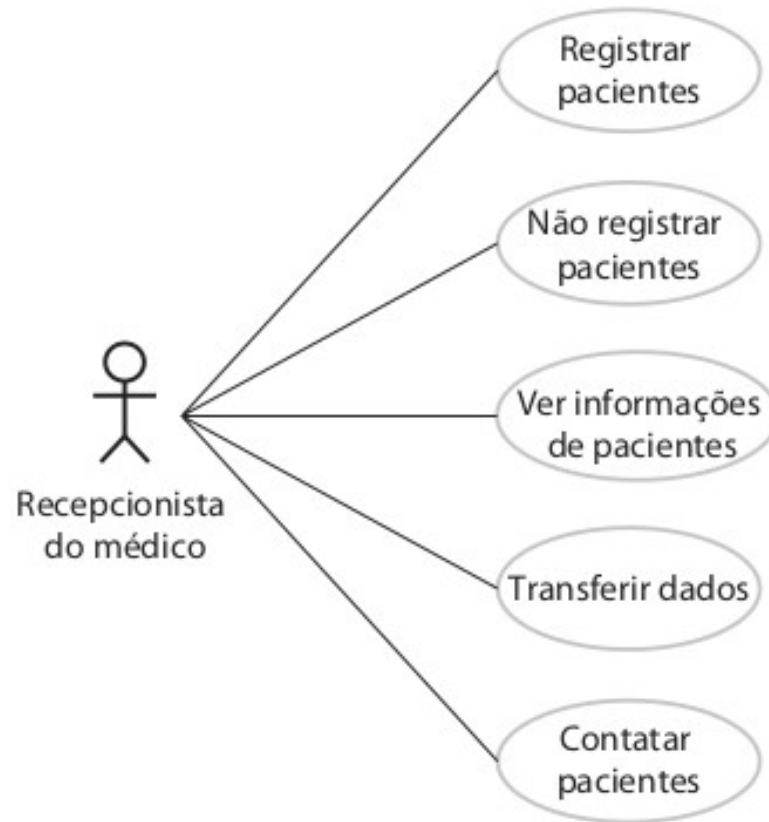 Registrar
pacientes
Não registrar
pacientes
Ver informações
de pacientes
Recepcionista
do médico
Transferir dados
Contatar
pacientes